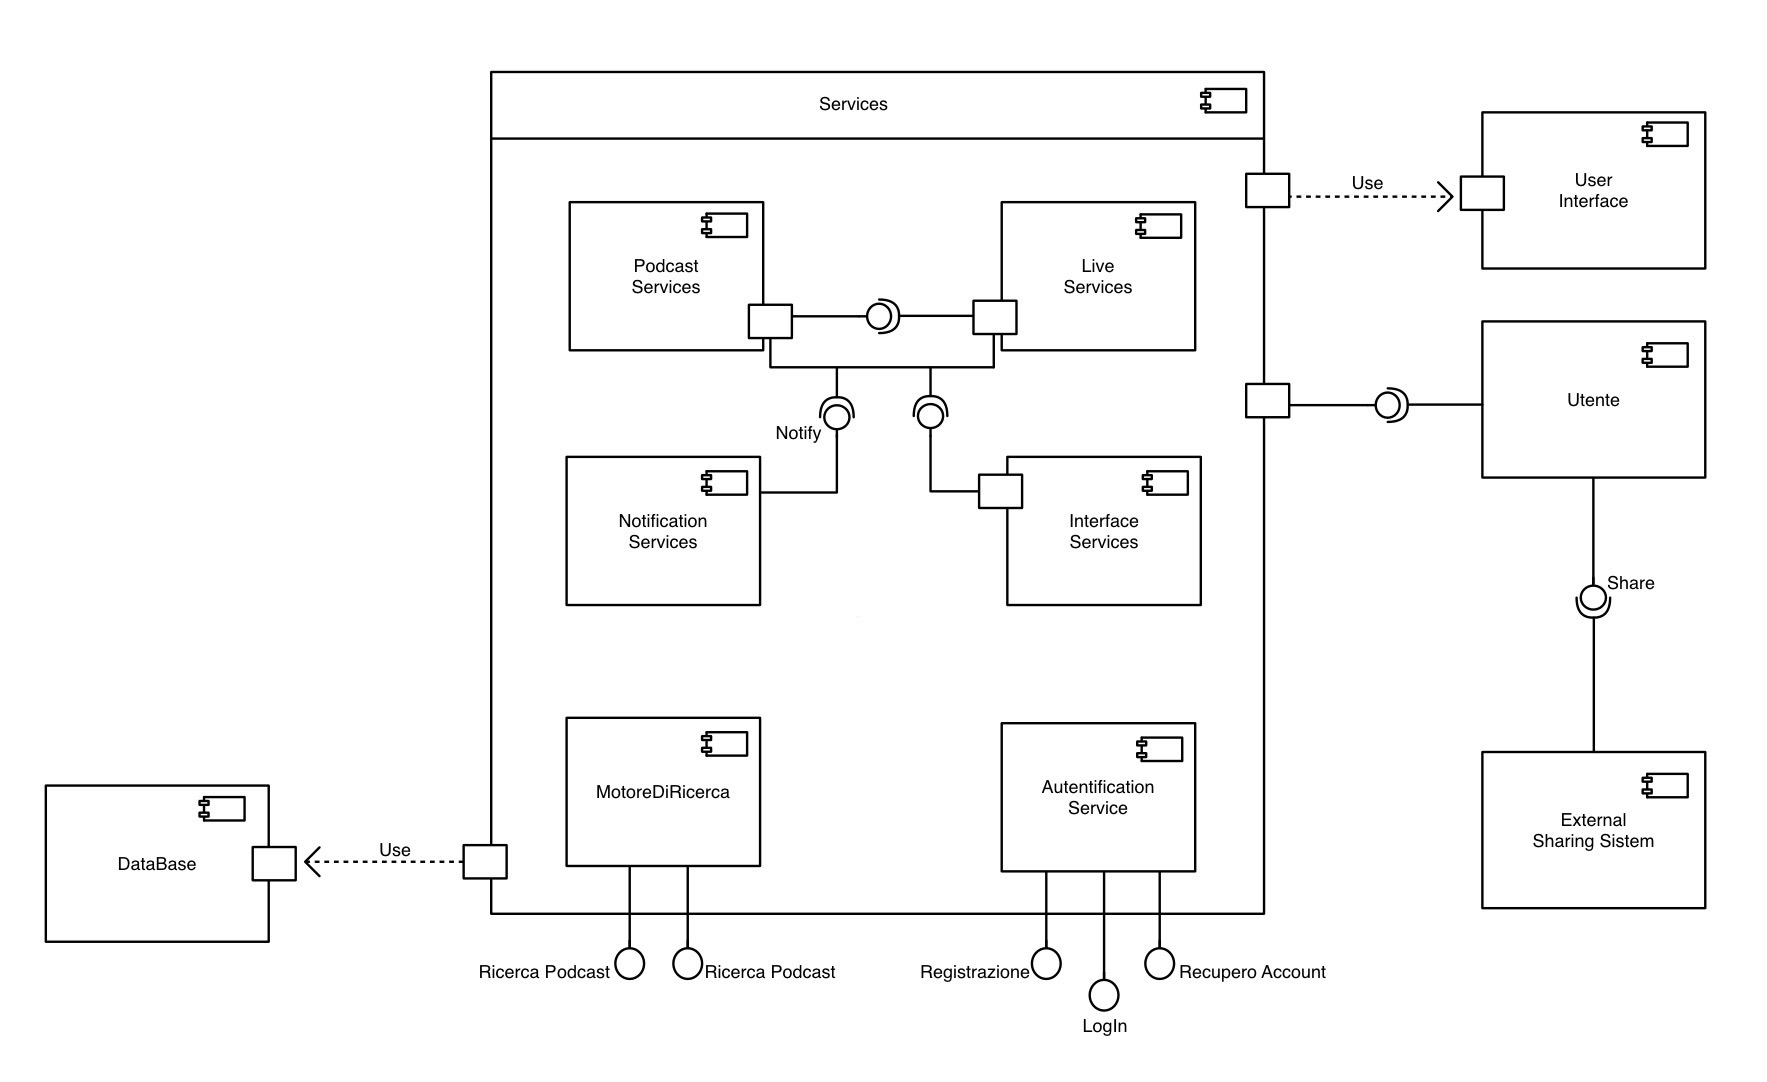 Services
Use
User
Interface
Podcast
Services
Live
Services
Utente
Notify
Notification
Services
Interface
Services
Share
MotoreDiRicerca
Autentification
Service
External
Sharing Sistem
Use
DataBase
Ricerca Podcast
Ricerca Podcast
Registrazione
Recupero Account
LogIn